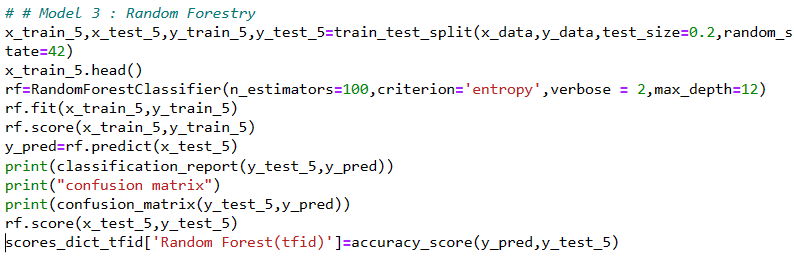 # # Model 3 : Random Forestry
x_train_5,x_test_5,y_train_5,y_test_5=train_test_split(x_data,y_data,test_size=0.2,random_s
tate=42)
x_train_5.head()
rf=RandomForestClassifier(n_estimators=100,criterion='entropy',verbose = 2,max_depth=12)
rf.fit(x_train_5,y_train_5)
rf.score(x_train_5,y_train_5)
y_pred=rf.predict(x_test_5)
print(classification_report(y_test_5,y_pred))
print("confusion matrix")
print(confusion_matrix(y_test_5,y_pred))
rf.score(x_test_5,y_test_5)
scores_dict_tfid['Random Forest(tfid)']=accuracy_score(y_pred,y_test_5)